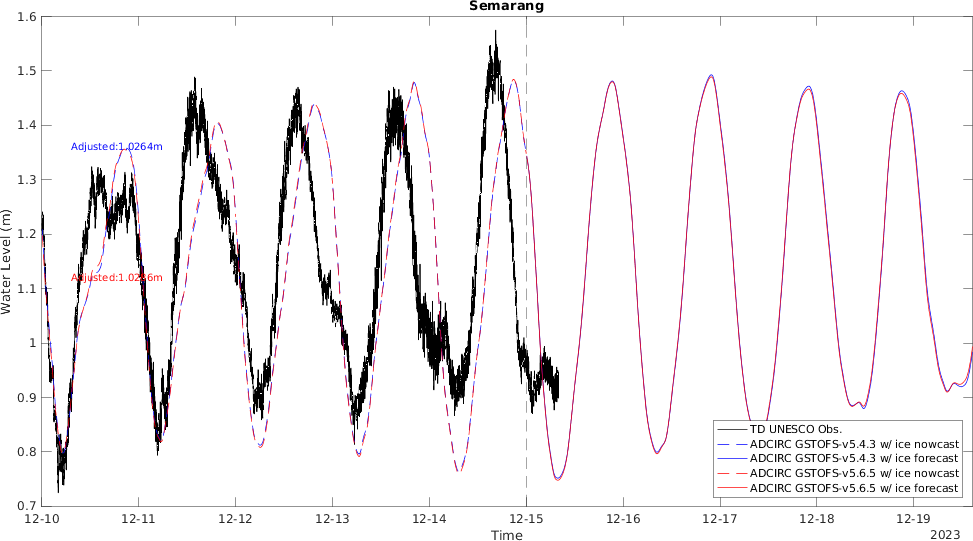 Semarang
1.6
1.5
1.4
1.3
1.2
1.1
1
0.9
0.8
0.7
Water Level (m)
Adjusted:1.0264m
Adjusted:1.0286m
TD UNESCO Obs.
ADCIRC GSTOFS-v5.4.3 w/ ice nowcast
ADCIRC GSTOFS-v5.4.3 w/ ice forecast
ADCIRC GSTOFS-v5.6.5 w/ ice nowcast
ADCIRC GSTOFS-v5.6.5 w/ ice forecast
12-10 12-11 12-12 12-13 12-14 12-15 12-16 12-17 12-18 12-19
Time
2023